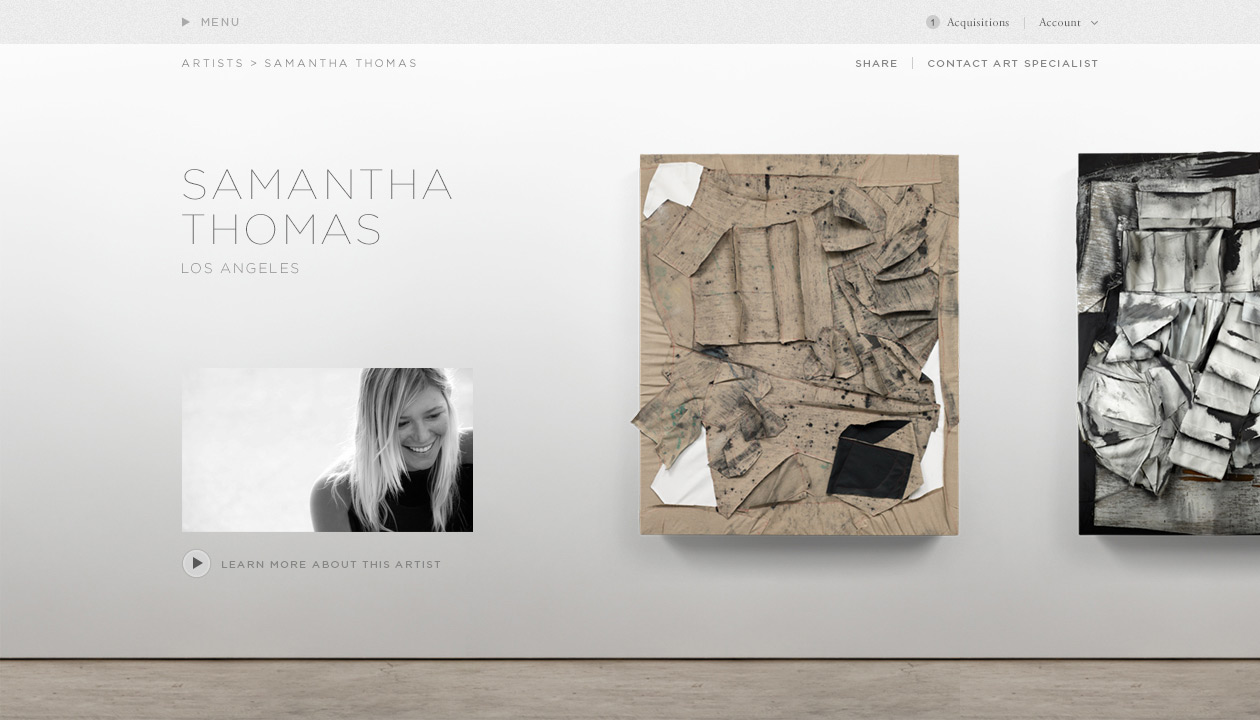 MENU
1 Acquisitions | Account
ARTISTS > SAMANTHA THOMAS
SHARE | CONTACT ART SPECIALIST
SAMANTHA
THOMAS
LOS ANGELES
LEARN MORE ABOUT THIS ARTIST